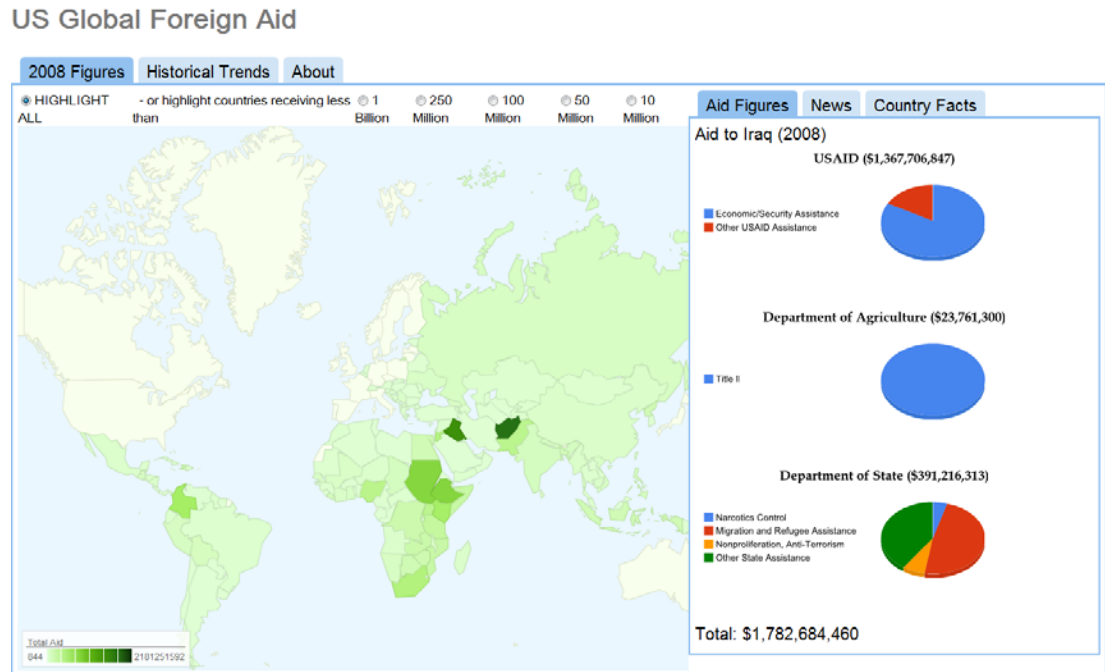 US Global Foreign Aid
2008 Figures
Historical Trends
About
HIGHLIGHT ALL
- or highlight countries receiving less than
1 Billion
250 Million
100 Million
50 Million
10 Million
Aid Figures
News
Country Facts
Aid to Iraq (2008)
USAID ($1,367,706,847)
Economic/Security Assistance
Other USAID Assistance
Department of Agriculture ($23,761,300)
Title II
Department of State ($391,216,313)
Narcotics Control
Migration and Refugee Assistance
Nonproliferation, Anti-Terrorism
Other State Assistance
Total: $1,782,684,460
Total Aid
844
2181251592